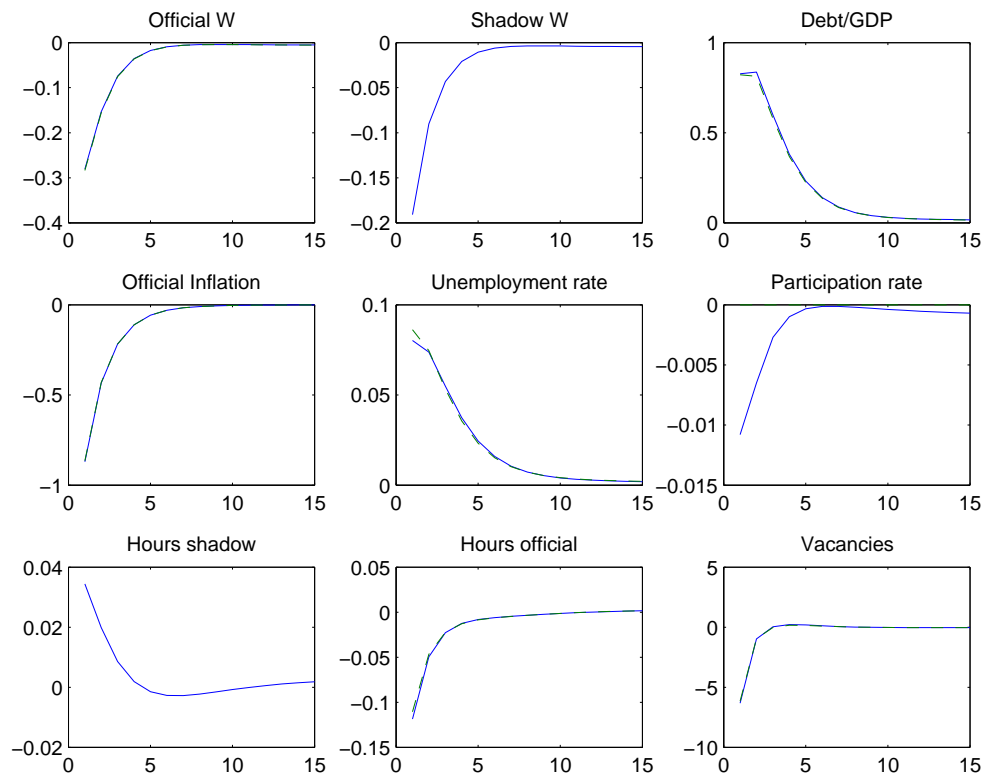 Official W
Shadow W
Debt/GDP
0
−0.1
−0.2
−0.3
−0.4
0 5 10 15
0
−0.05
−0.1
−0.15
−0.2
0 5 10 15
1
0.5
0
0 5 10 15
Official Inflation
Unemployment rate
Participation rate
0
−0.5
−1
0 5 10 15
0.1
0.05
0
0 5 10 15
0
−0.005
−0.01
−0.015
0 5 10 15
Hours shadow
Hours official
Vacancies
0.04
0.02
0
−0.02
0 5 10 15
0.05
0
−0.05
−0.1
−0.15
0 5 10 15
5
0
−5
−10
0 5 10 15